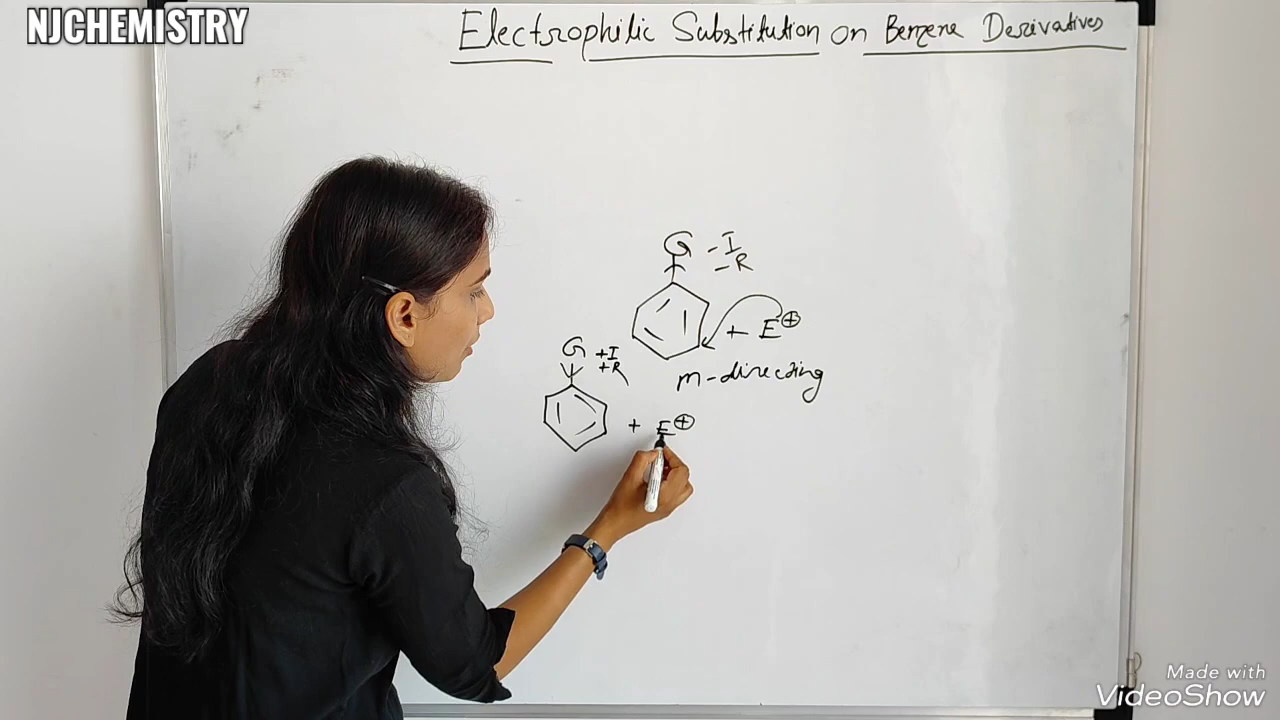 NJCHEMISTRY
Electrophilic Substitution on Benzene Derivatives
G -I
-R
+ E⊕
m-directing
G +I
+R
+ E⊕
Made with
VideoShow